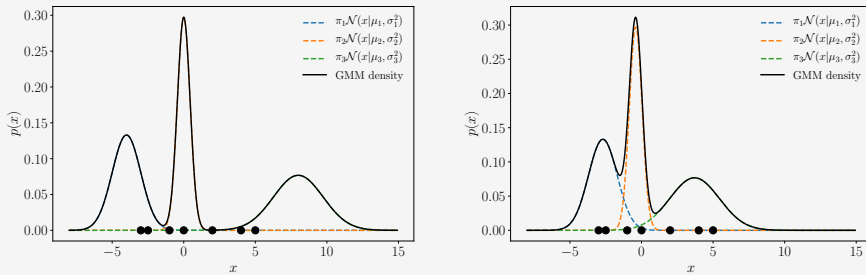 0.30
0.25
0.20
0.15
0.10
0.05
0.00
p(x)
−5 0 5 10 15
x
π₁𝒩(x|μ₁, σ₁²)
π₂𝒩(x|μ₂, σ₂²)
π₃𝒩(x|μ₃, σ₃²)
GMM density
0.30
0.25
0.20
0.15
0.10
0.05
0.00
p(x)
−5 0 5 10 15
x
π₁𝒩(x|μ₁, σ₁²)
π₂𝒩(x|μ₂, σ₂²)
π₃𝒩(x|μ₃, σ₃²)
GMM density